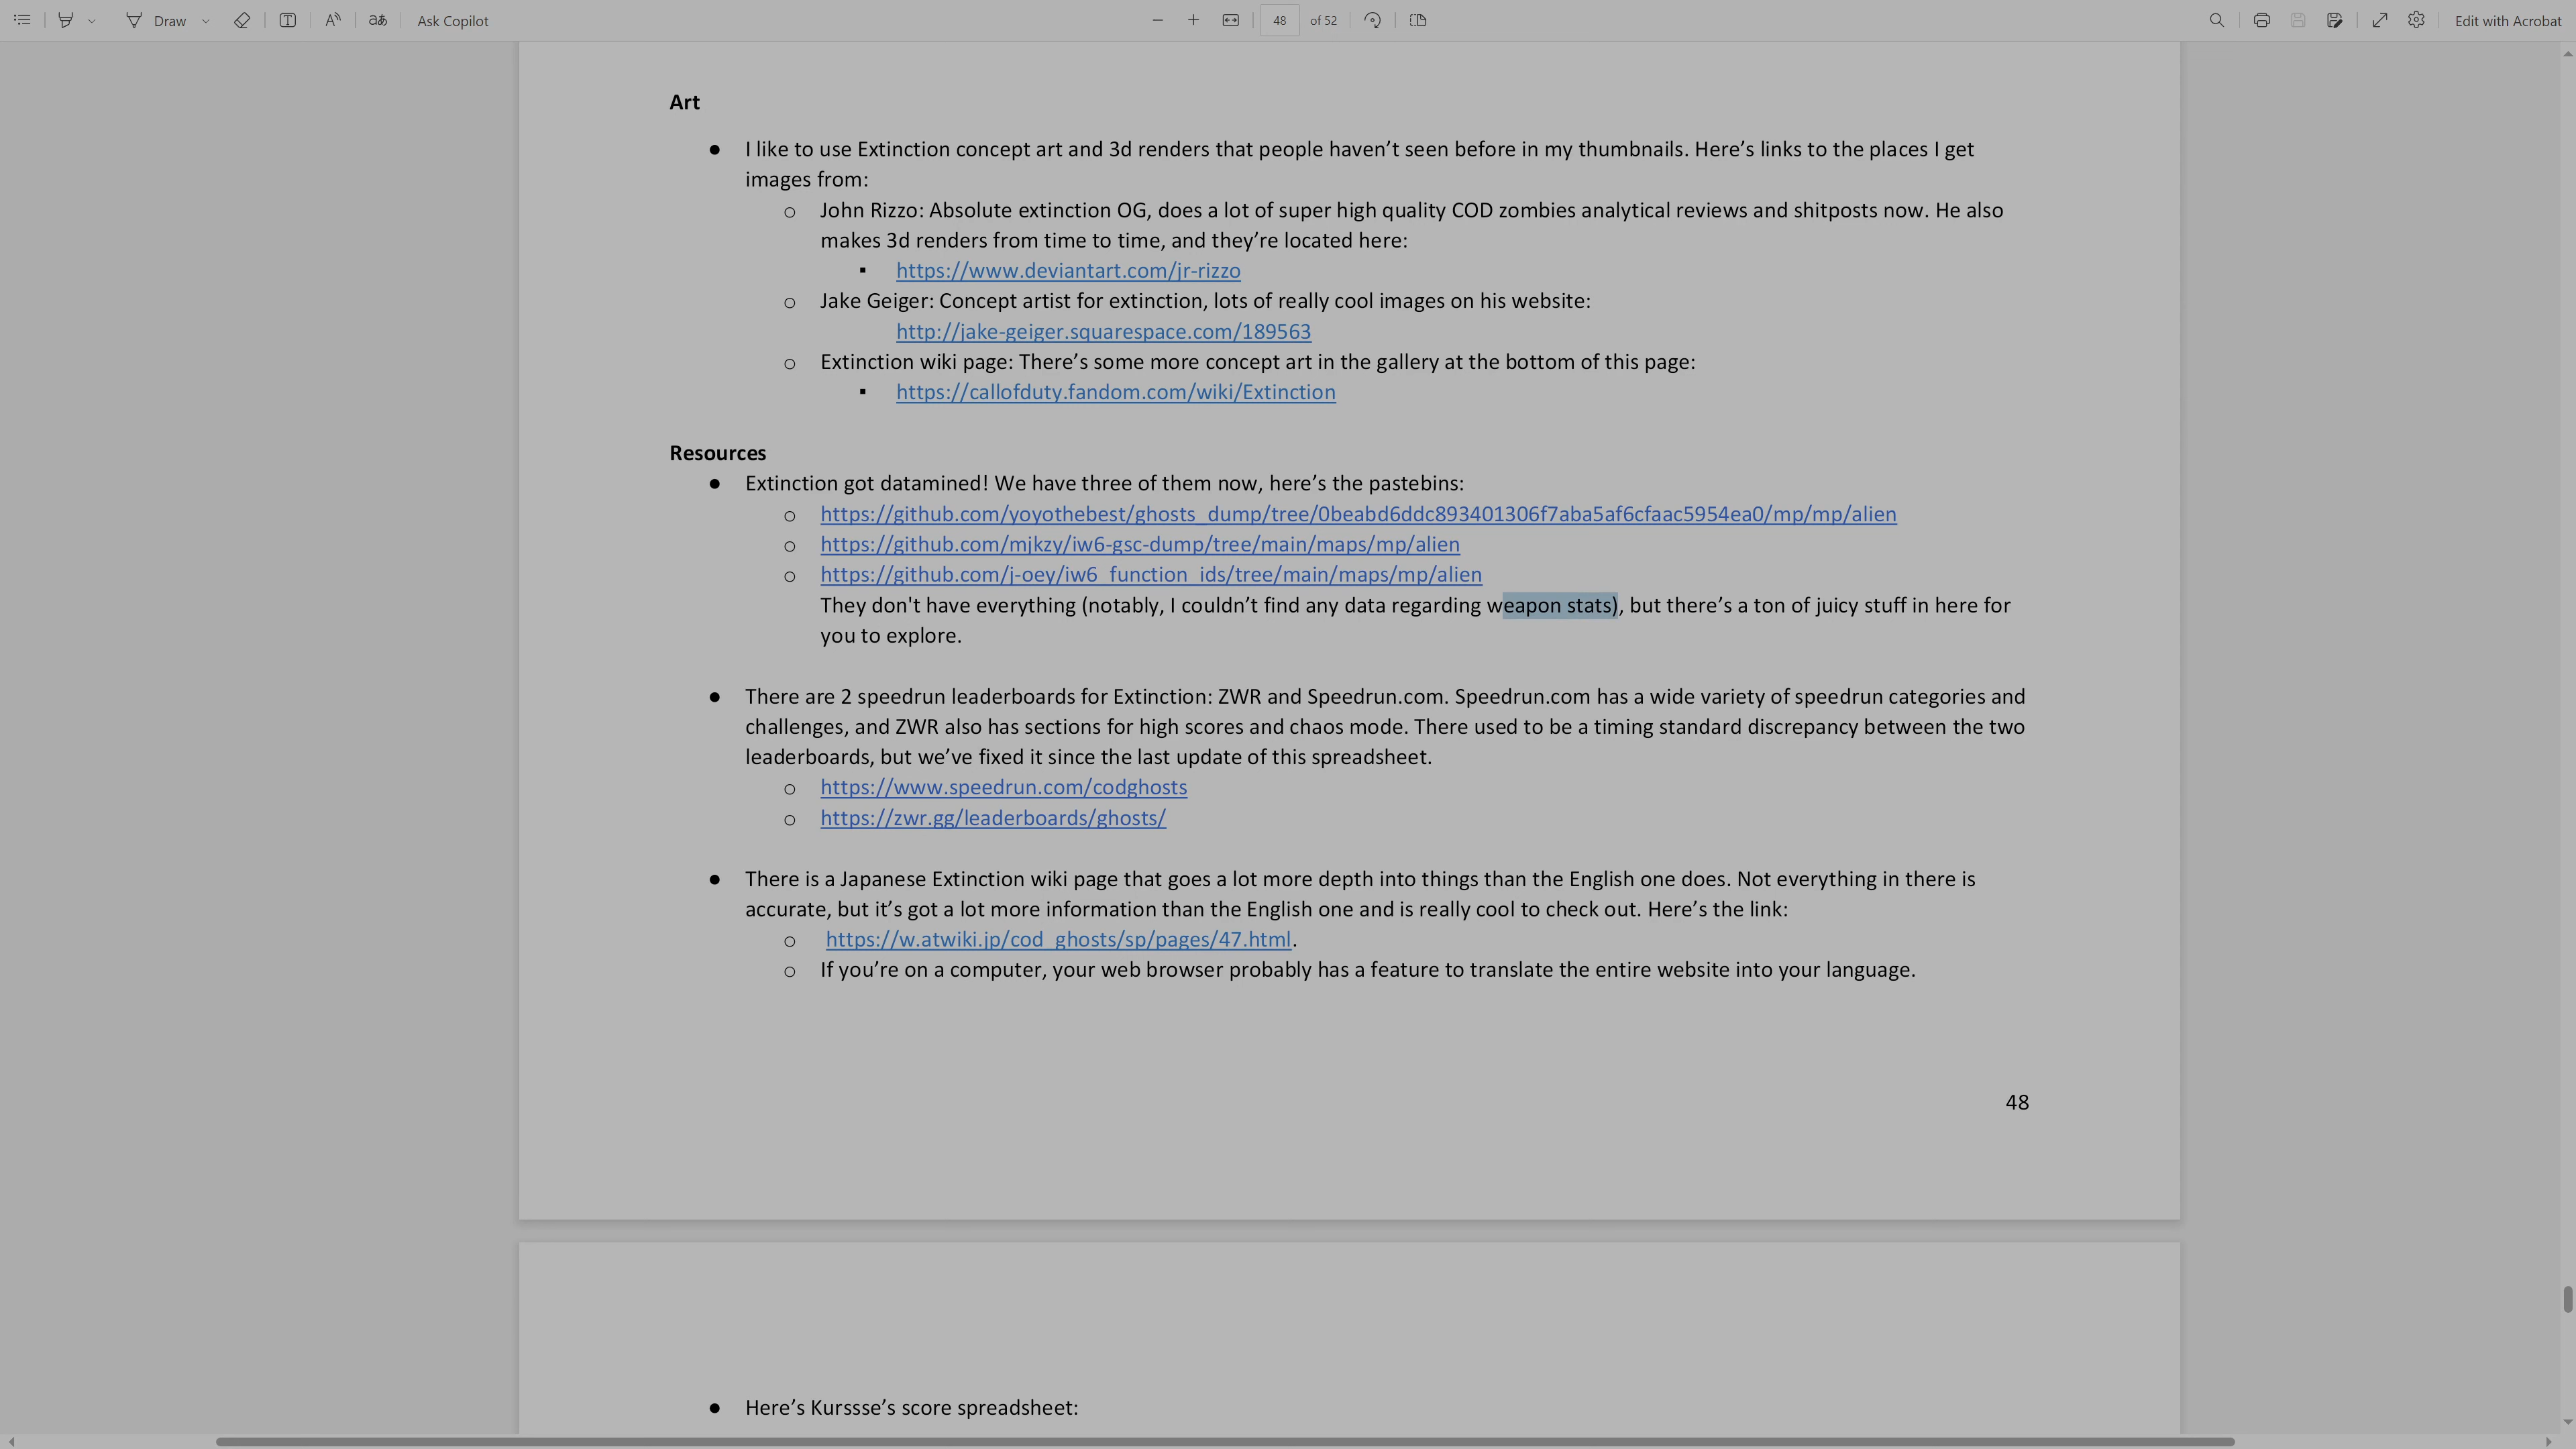 Draw
Ask Copilot
48 of 52
Edit with Acrobat
Art
● I like to use Extinction concept art and 3d renders that people haven’t seen before in my thumbnails. Here’s links to the places I get
images from:
○ John Rizzo: Absolute extinction OG, does a lot of super high quality COD zombies analytical reviews and shitposts now. He also
makes 3d renders from time to time, and they’re located here:
▪ https://www.deviantart.com/jr-rizzo
○ Jake Geiger: Concept artist for extinction, lots of really cool images on his website:
http://jake-geiger.squarespace.com/189563
○ Extinction wiki page: There’s some more concept art in the gallery at the bottom of this page:
▪ https://callofduty.fandom.com/wiki/Extinction
Resources
● Extinction got datamined! We have three of them now, here’s the pastebins:
○ https://github.com/yoyothebest/ghosts_dump/tree/0beabd6ddc893401306f7aba5af6cfaac5954ea0/mp/mp/alien
○ https://github.com/mjkzy/iw6-gsc-dump/tree/main/maps/mp/alien
○ https://github.com/j-oey/iw6_function_ids/tree/main/maps/mp/alien
They don't have everything (notably, I couldn’t find any data regarding weapon stats), but there’s a ton of juicy stuff in here for
you to explore.
● There are 2 speedrun leaderboards for Extinction: ZWR and Speedrun.com. Speedrun.com has a wide variety of speedrun categories and
challenges, and ZWR also has sections for high scores and chaos mode. There used to be a timing standard discrepancy between the two
leaderboards, but we’ve fixed it since the last update of this spreadsheet.
○ https://www.speedrun.com/codghosts
○ https://zwr.gg/leaderboards/ghosts/
● There is a Japanese Extinction wiki page that goes a lot more depth into things than the English one does. Not everything in there is
accurate, but it’s got a lot more information than the English one and is really cool to check out. Here’s the link:
○ https://w.atwiki.jp/cod_ghosts/sp/pages/47.html.
○ If you’re on a computer, your web browser probably has a feature to translate the entire website into your language.
48
● Here’s Kurssse’s score spreadsheet: